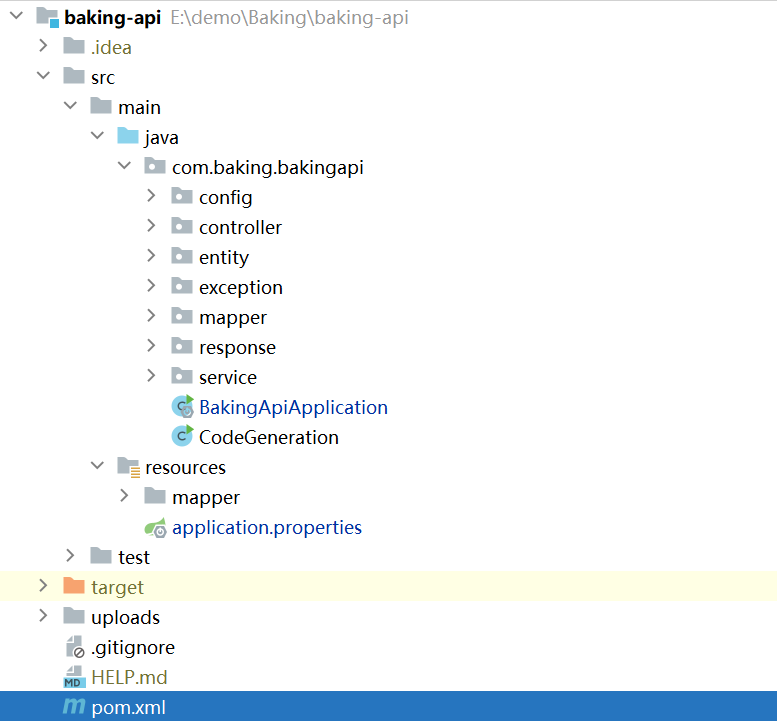 baking-api E:\demo\Baking\baking-api
.idea
src
main
java
com.baking.bakingapi
config
controller
entity
exception
mapper
response
service
BakingApiApplication
CodeGeneration
resources
mapper
application.properties
test
target
uploads
.gitignore
HELP.md
pom.xml